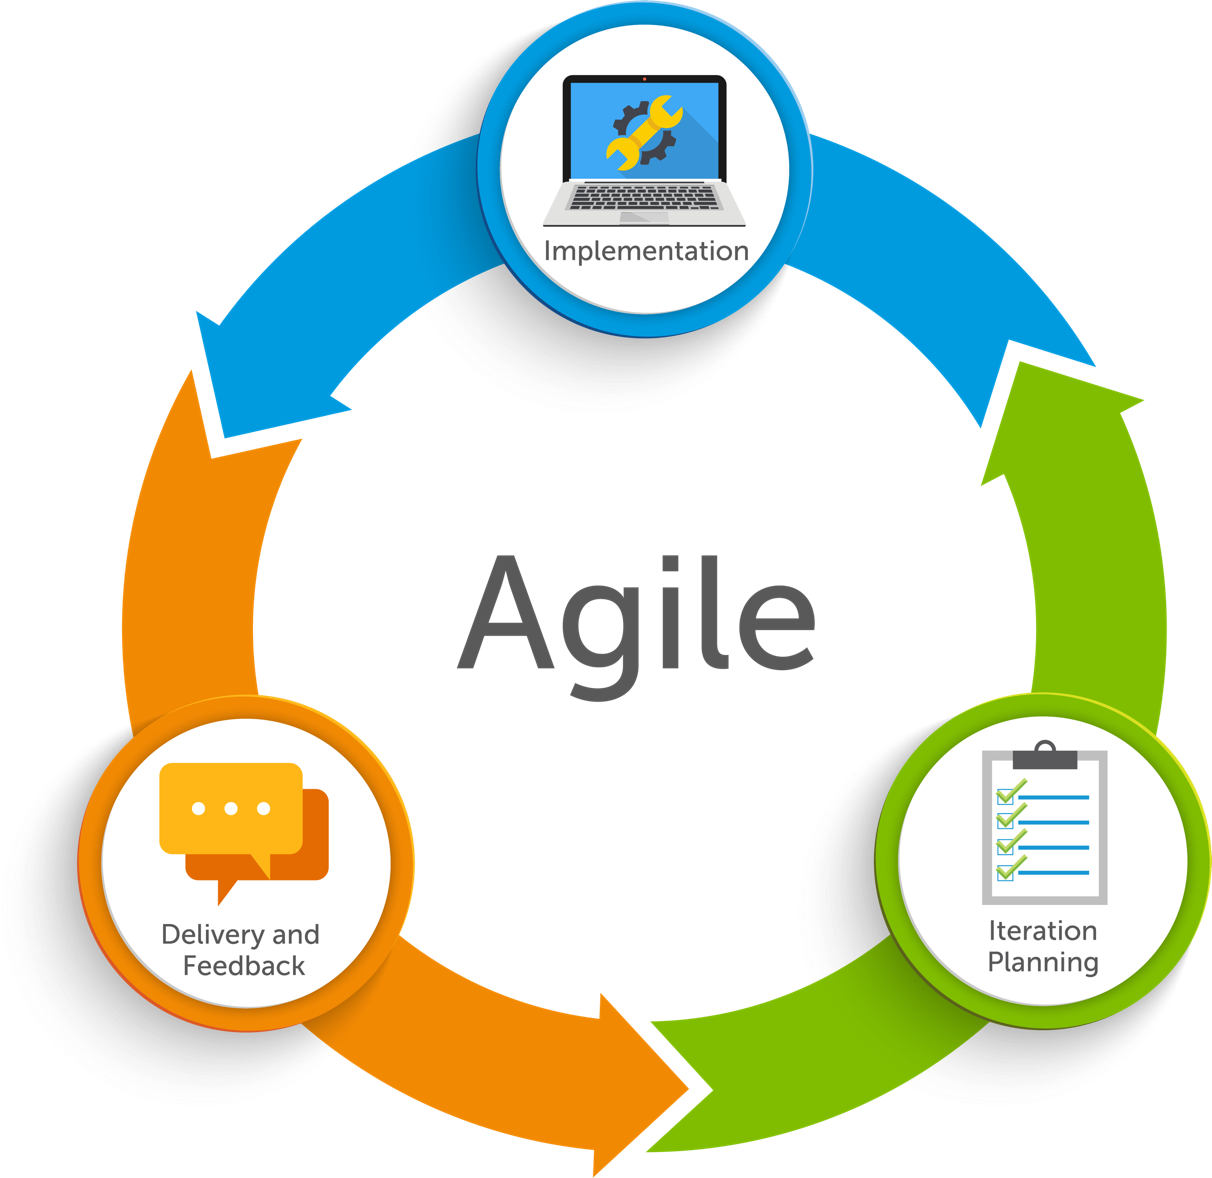 Implementation
Agile
Delivery and
Feedback
Iteration
Planning